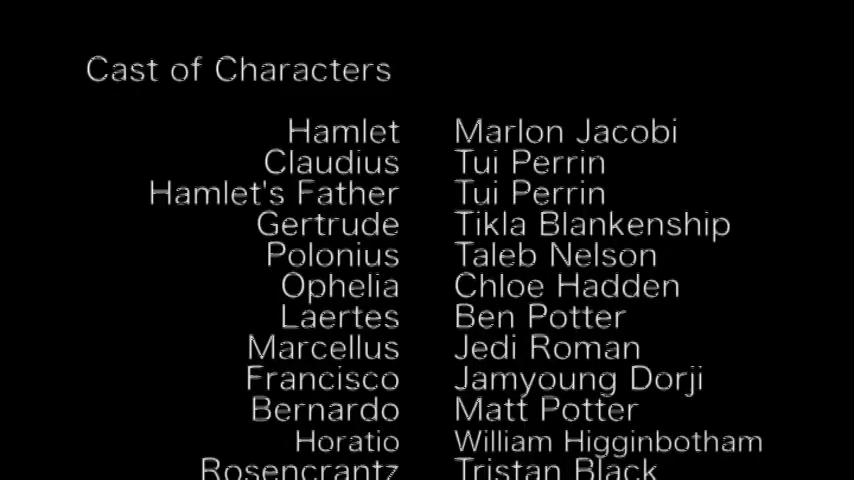 Cast of Characters
Hamlet Marlon Jacobi
Claudius Tui Perrin
Hamlet's Father Tui Perrin
Gertrude Tikla Blankenship
Polonius Taleb Nelson
Ophelia Chloe Hadden
Laertes Ben Potter
Marcellus Jedi Roman
Francisco Jamyoung Dorji
Bernardo Matt Potter
Horatio William Higginbotham
Rosencrantz Tristan Black